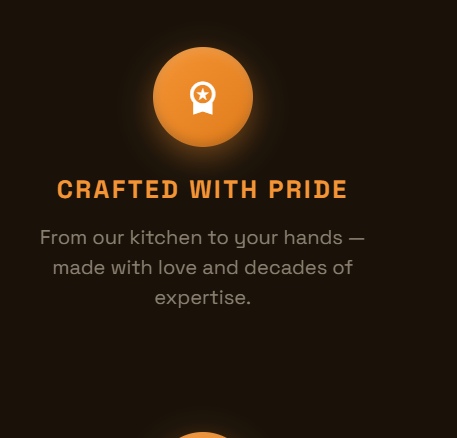 CRAFTED WITH PRIDE
From our kitchen to your hands —
made with love and decades of
expertise.